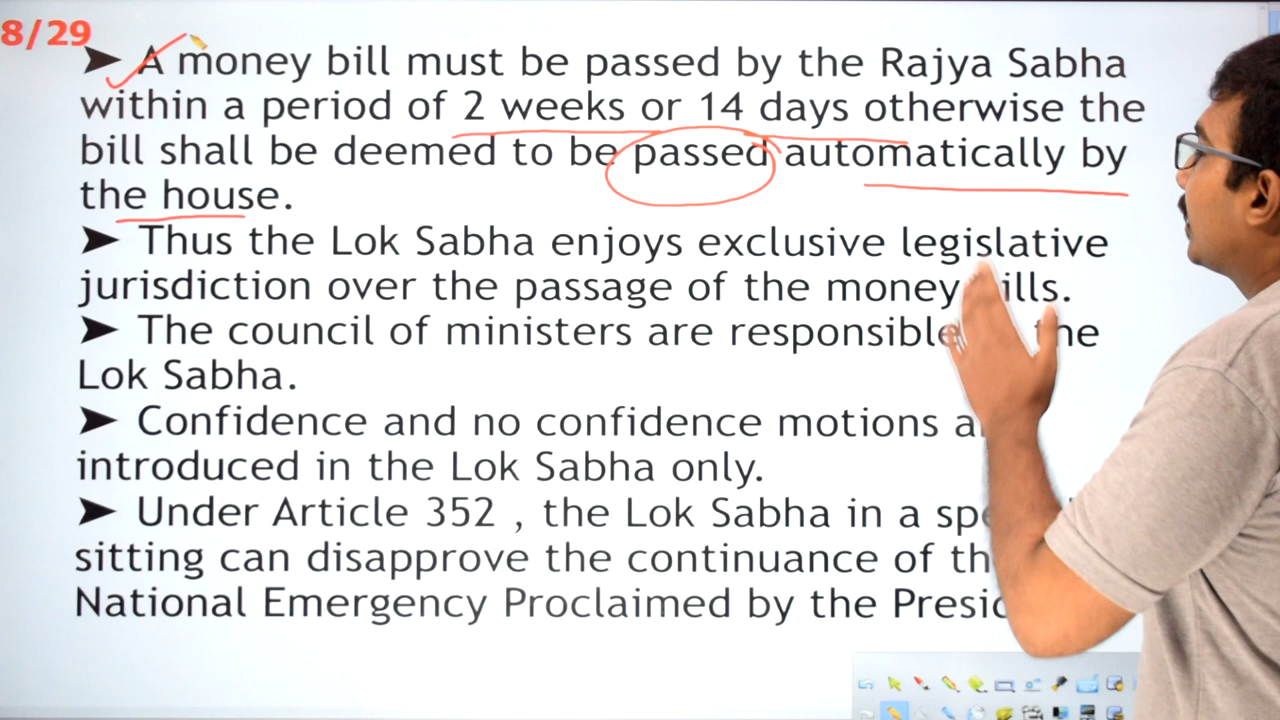 8/29
➤ A money bill must be passed by the Rajya Sabha
within a period of 2 weeks or 14 days otherwise the
bill shall be deemed to be passed automatically by
the house.
➤ Thus the Lok Sabha enjoys exclusive legislative
jurisdiction over the passage of the money ills.
➤ The council of ministers are responsible the
Lok Sabha.
➤ Confidence and no confidence motions a
introduced in the Lok Sabha only.
➤ Under Article 352 , the Lok Sabha in a
sitting can disapprove the continuance of
National Emergency Proclaimed by the